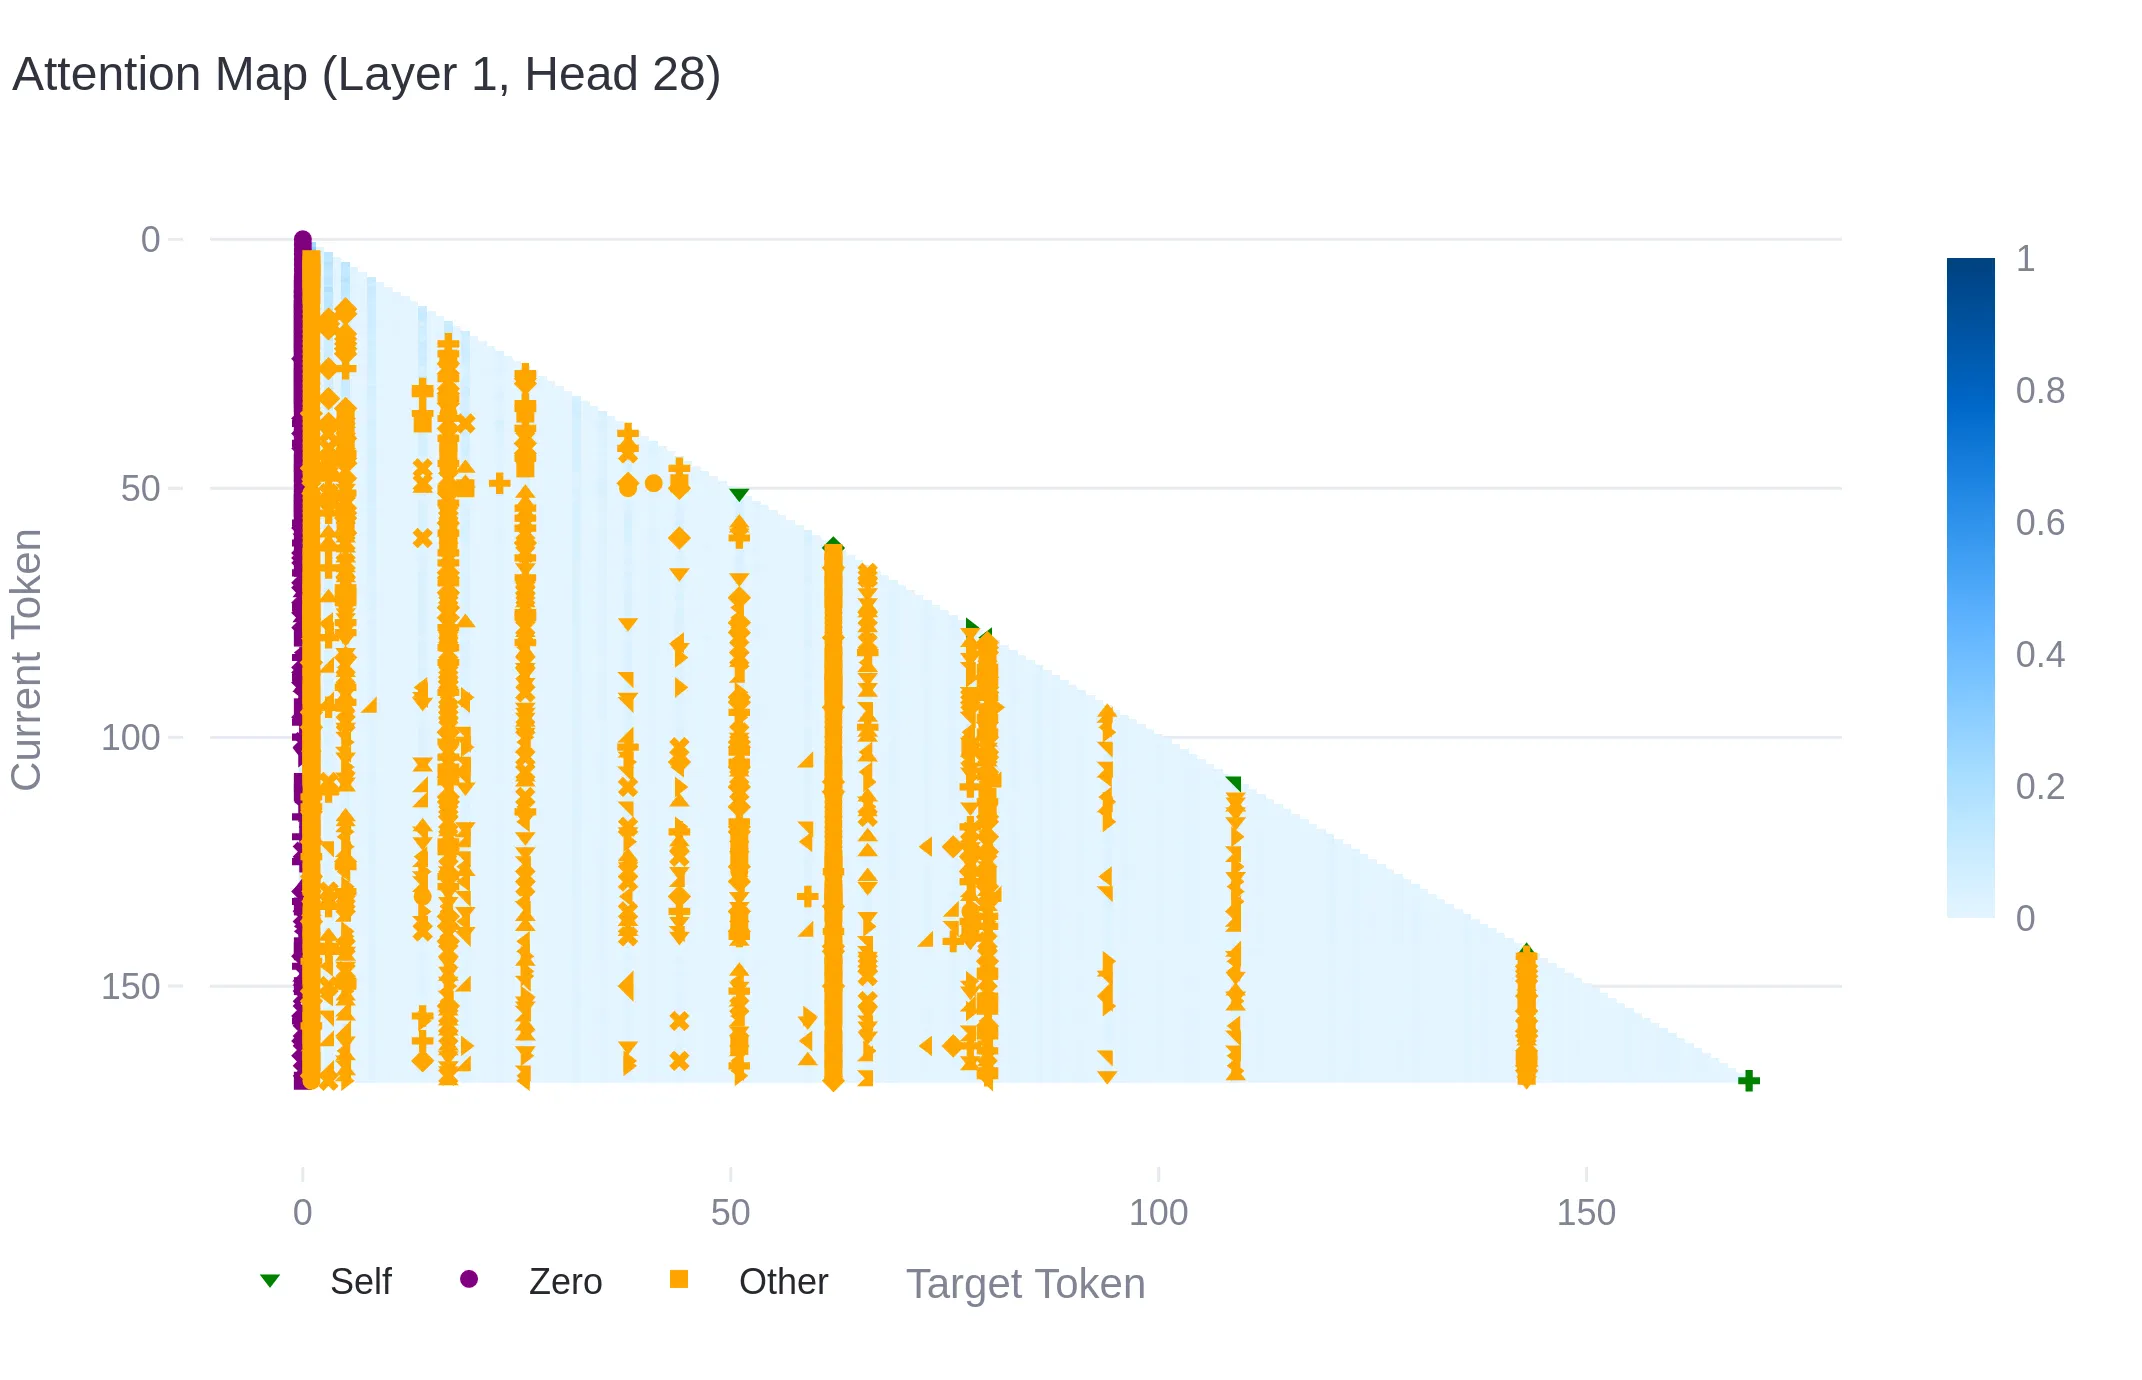 Attention Map (Layer 1, Head 28)
0
50
100
150
Current Token
1
0.8
0.6
0.4
0.2
0
0 50 100 150
Self Zero Other Target Token